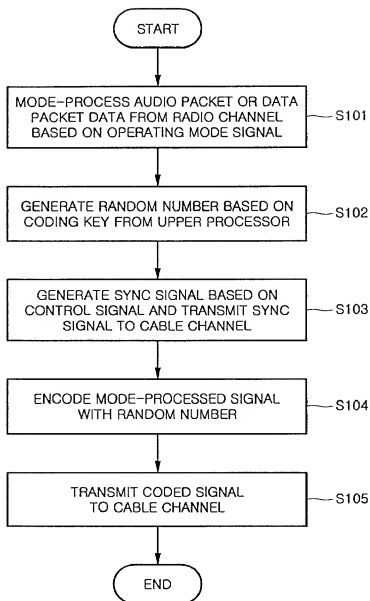 START
MODE-PROCESS AUDIO PACKET OR DATA
PACKET DATA FROM RADIO CHANNEL
BASED ON OPERATING MODE SIGNAL
S101
GENERATE RANDOM NUMBER BASED ON
CODING KEY FROM UPPER PROCESSOR
S102
GENERATE SYNC SIGNAL BASED ON
CONTROL SIGNAL AND TRANSMIT SYNC
SIGNAL TO CABLE CHANNEL
S103
ENCODE MODE-PROCESSED SIGNAL
WITH RANDOM NUMBER
S104
TRANSMIT CODED SIGNAL
TO CABLE CHANNEL
S105
END